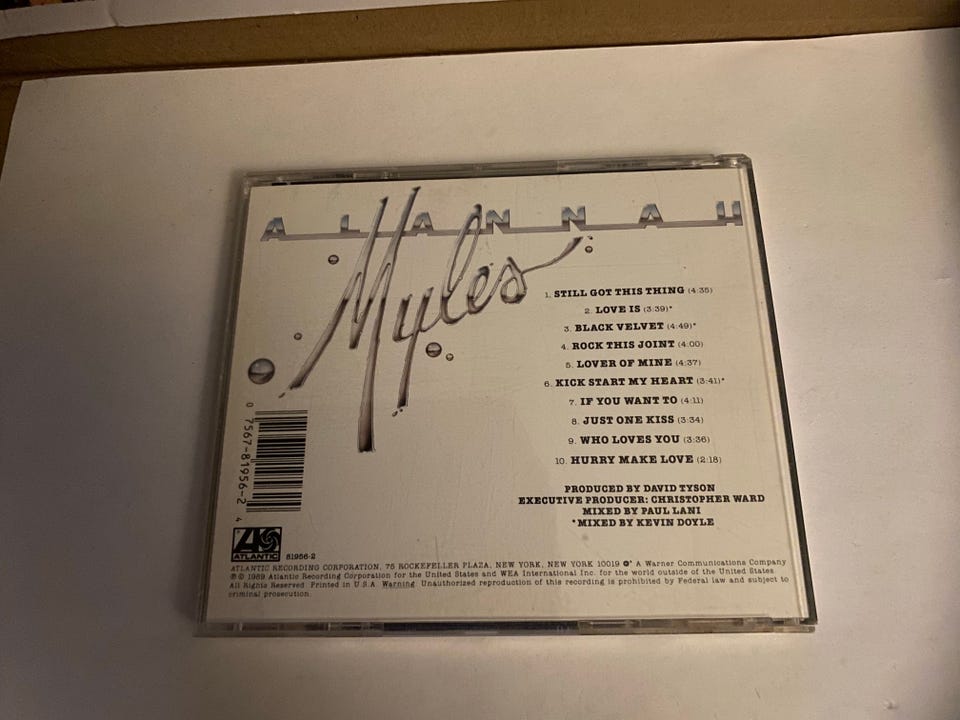 ALANNAH
Myles
1. STILL GOT THIS THING (4:35)
2. LOVE IS (3:39)*
3. BLACK VELVET (4:49)*
4. ROCK THIS JOINT (4:00)
5. LOVER OF MINE (4:37)
6. KICK START MY HEART (3:41)*
7. IF YOU WANT TO (4:11)
8. JUST ONE KISS (3:34)
9. WHO LOVES YOU (3:36)
10. HURRY MAKE LOVE (2:18)
PRODUCED BY DAVID TYSON
EXECUTIVE PRODUCER: CHRISTOPHER WARD
MIXED BY PAUL LANI
*MIXED BY KEVIN DOYLE
0 7567-81956-2 4
ATLANTIC
81956-2
ATLANTIC RECORDING CORPORATION, 75 ROCKEFELLER PLAZA, NEW YORK, NEW YORK 10019 A Warner Communications Company
℗ © 1989 Atlantic Recording Corporation for the United States and WEA International Inc. for the world outside of the United States
All Rights Reserved Printed in U.S.A. Warning Unauthorized reproduction of this recording is prohibited by Federal law and subject to
criminal prosecution.